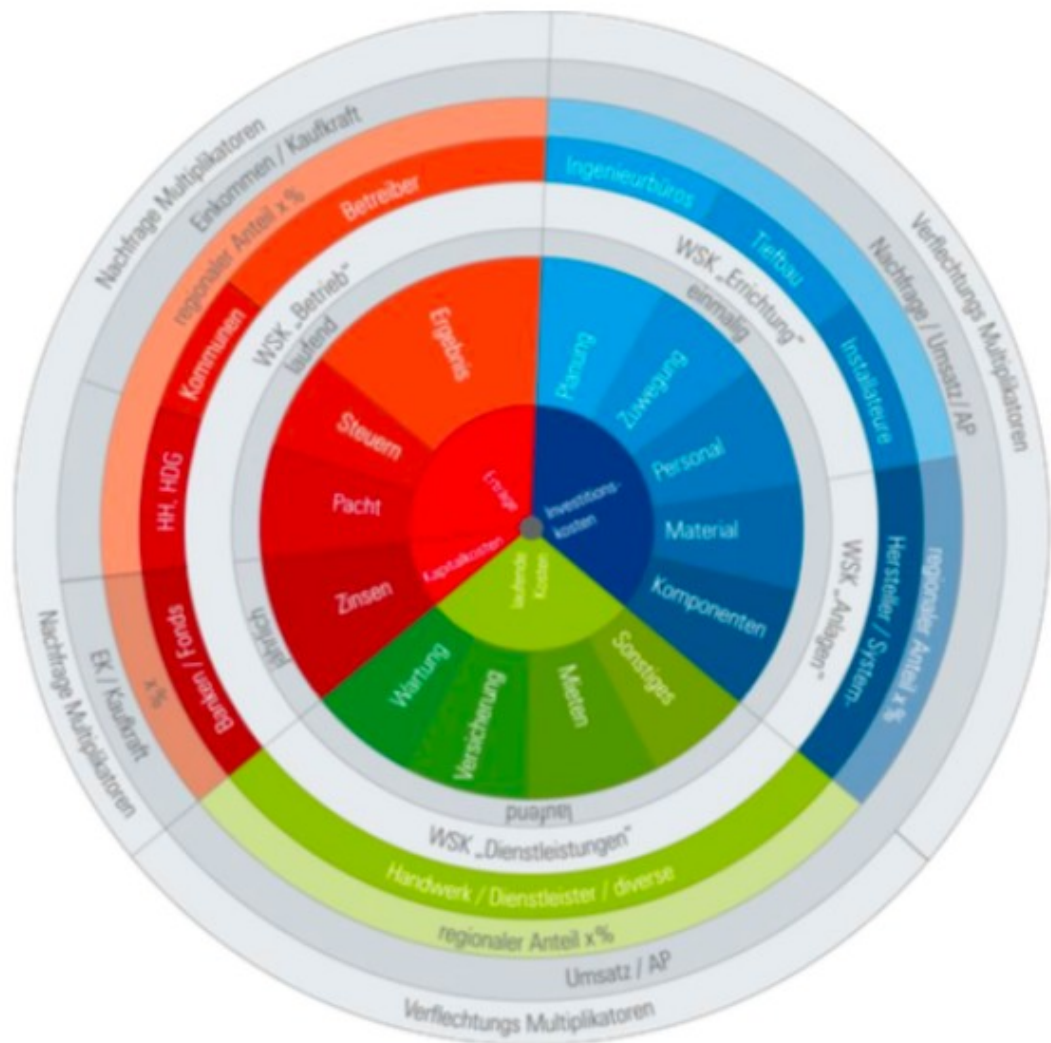 Nachfrage Multiplikatoren
Einkommen / Kaufkraft
regionaler Anteil x%
Betreiber
Kommunen
HH, HDG
WSK „Betrieb“
laufend
Ergebnis
Steuern
Pacht
Zinsen
Erträge
Kapitalkosten
jährlich
Banken / Fonds
x%
EK / Kaufkraft
Nachfrage Multiplikatoren
Verflechtungs Multiplikatoren
Nachfrage / Umsatz / AP
Ingenieurbüros
Tiefbau
Installateure
WSK „Errichtung“
einmalig
Planung
Zuwegung
Personal
Material
Komponenten
Investitions-
kosten
WSK „Anlagen“
Hersteller / System-
regionaler Anteil x%
laufende
Kosten
Wartung
Versicherung
Mieten
Sonstiges
laufend
WSK „Dienstleistungen“
Handwerk / Dienstleister / diverse
regionaler Anteil x%
Umsatz / AP
Verflechtungs Multiplikatoren